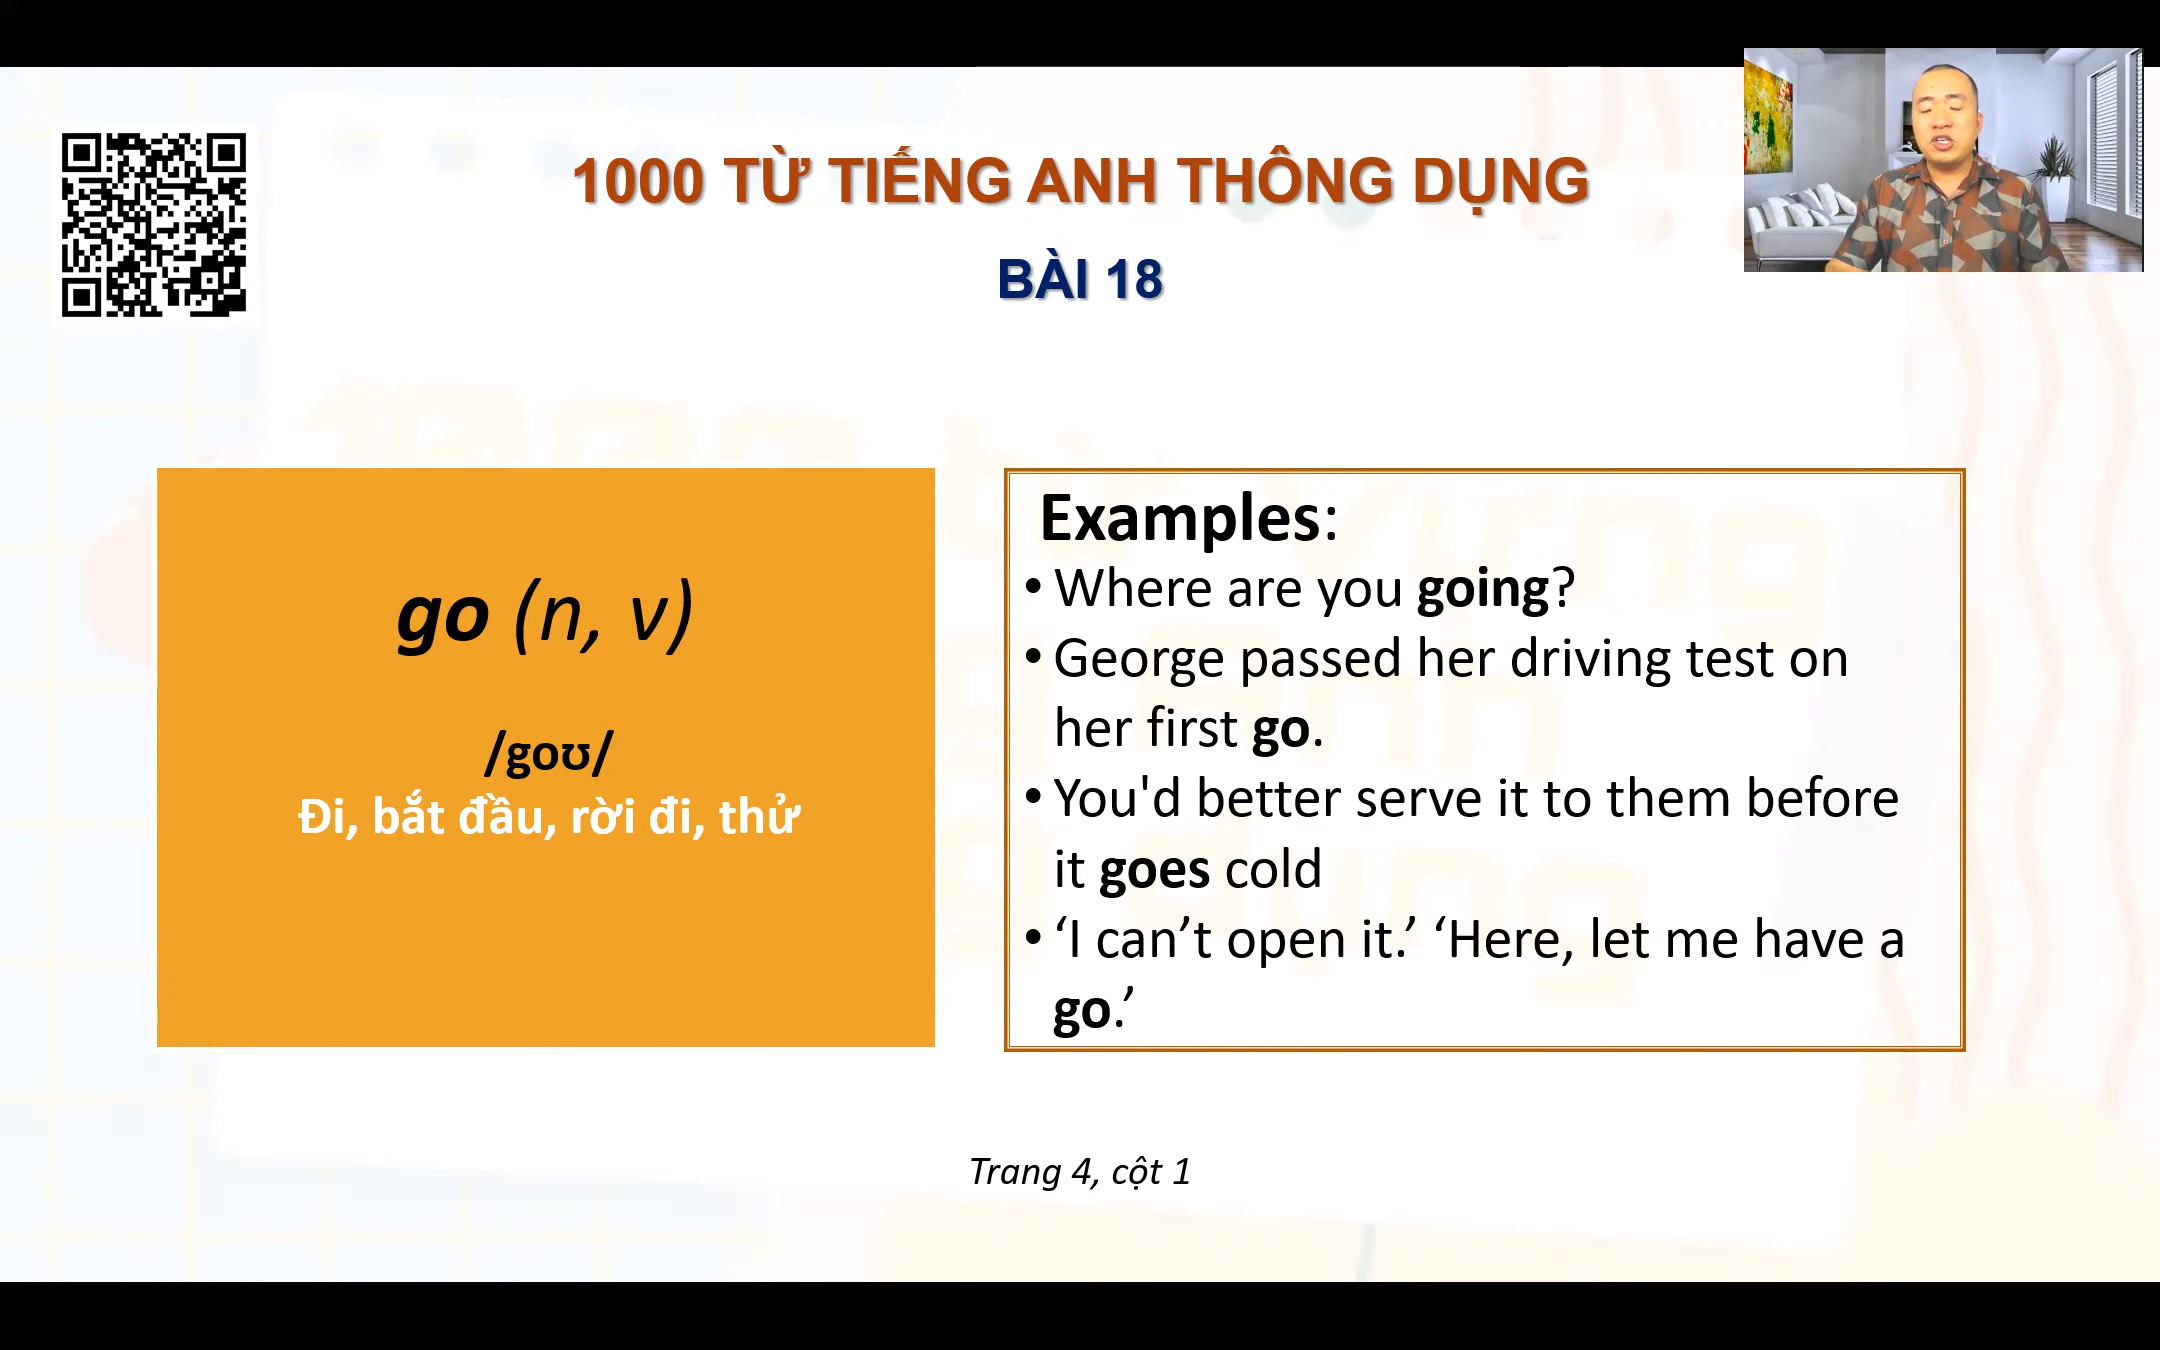 1000 TỪ TIẾNG ANH THÔNG DỤNG
BÀI 18
go (n, v)
/goʊ/
Đi, bắt đầu, rời đi, thử
Examples:
• Where are you going?
• George passed her driving test on
her first go.
• You'd better serve it to them before
it goes cold
• ‘I can’t open it.’ ‘Here, let me have a
go.’
Trang 4, cột 1